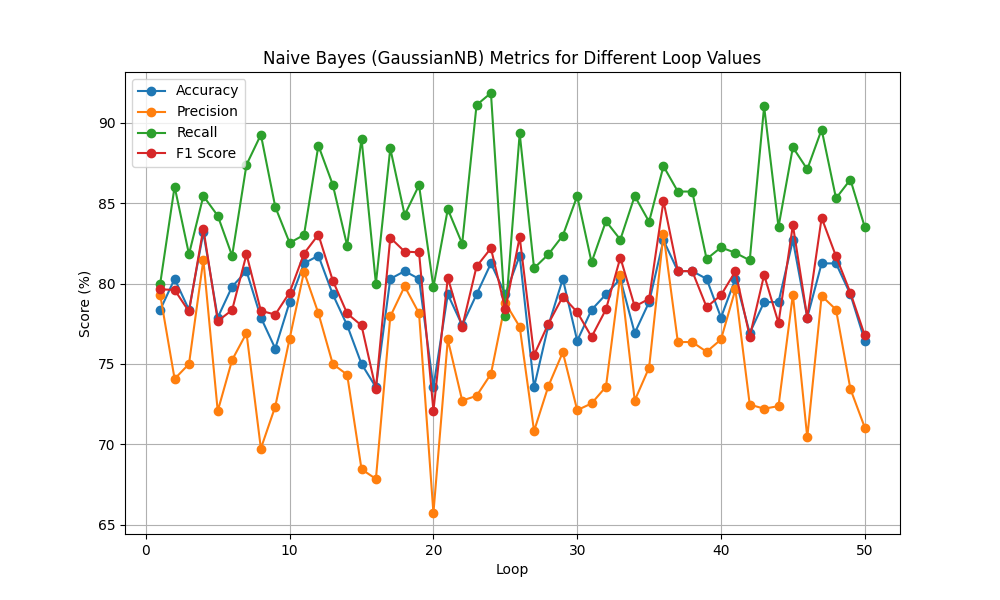 Naive Bayes (GaussianNB) Metrics for Different Loop Values
Accuracy
Precision
Recall
F1 Score
90
85
80
75
70
65
Score (%)
0 10 20 30 40 50
Loop